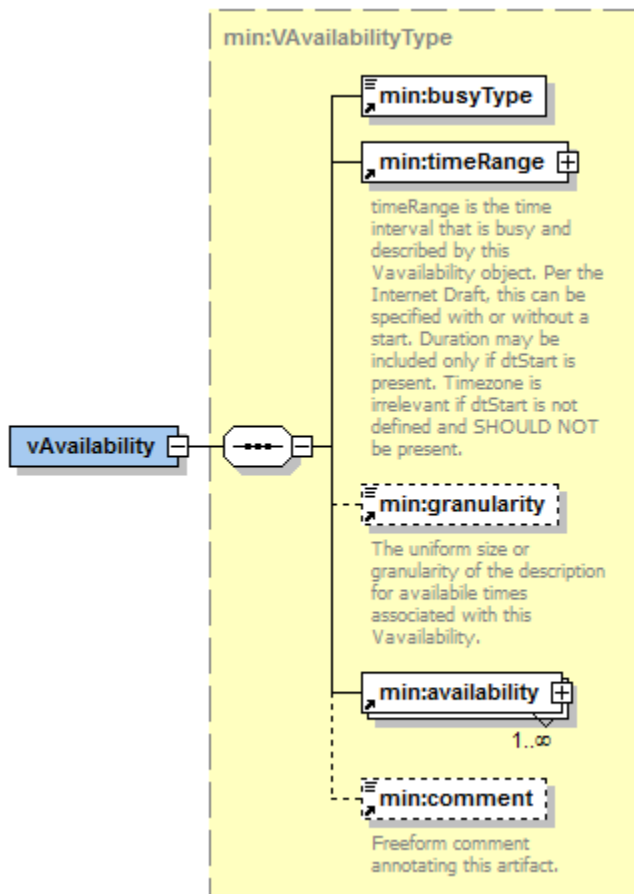 min:VAvailabilityType
min:busyType
min:timeRange
timeRange is the time
interval that is busy and
described by this
Vavailability object. Per the
Internet Draft, this can be
specified with or without a
start. Duration may be
included only if dtStart is
present. Timezone is
irrelevant if dtStart is not
defined and SHOULD NOT
be present.
vAvailability
min:granularity
The uniform size or
granularity of the description
for availabile times
associated with this
Vavailability.
min:availability
1..∞
min:comment
Freeform comment
annotating this artifact.